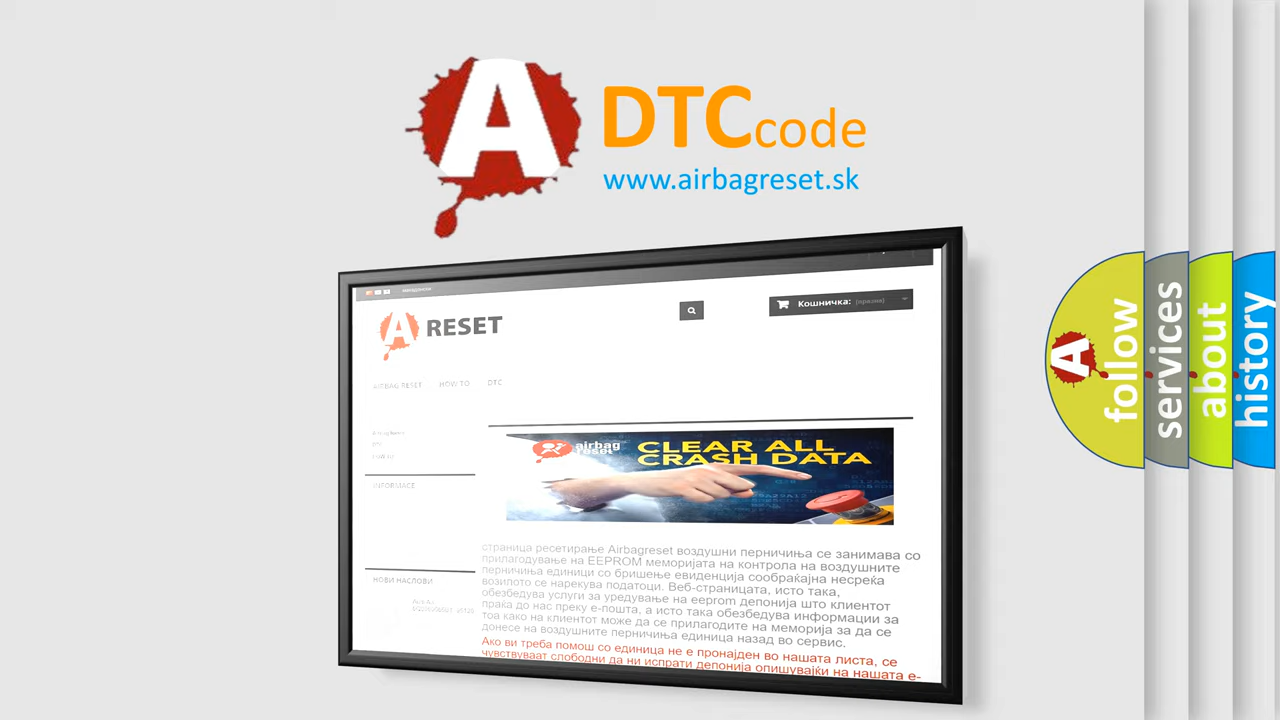 A DTCcode
www.airbagreset.sk
Кошничка: (празна)
A RESET
AIRBAG RESET HOW TO DTC
DTC
INFORMACE
airbag
reset
CLEAR ALL
CRASH DATA
страница ресетирање Airbagreset воздушни перничиња се занимава со
прилагодување на EEPROM меморијата на контрола на воздушните
перничиња единици со бришење евиденција сообраќајна несреќа
возилото се нарекува податоци. Веб-страницата, исто така,
обезбедува услуги за уредување на eeprom депонија што клиентот
праќа до нас преку е-пошта, а исто така обезбедува информации за
тоа како на клиентот може да се прилагодите на меморија за да се
донесе на воздушните перничиња единица назад во сервис.
Ако ви треба помош со единица не е пронајден во нашата листа, се
чувствуваат слободни да ни испрати депонија опишувајќи на нашата е-
НОВИ НАСЛОВИ
A follow
services
about
history